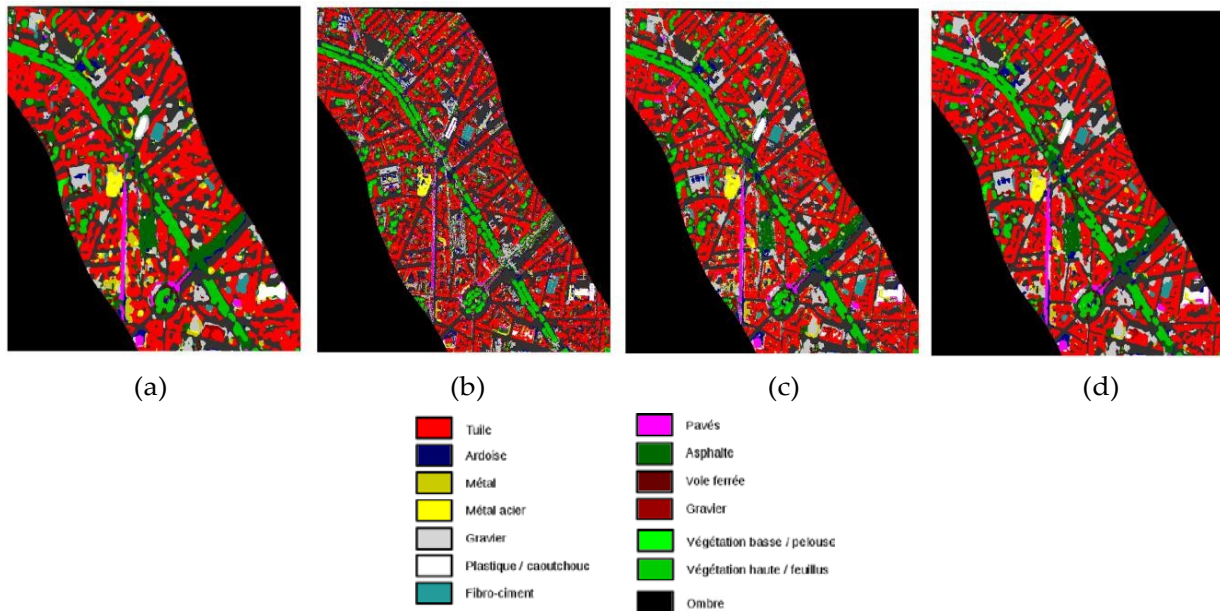 (a) (b) (c) (d)
Tuile
Ardoise
Métal
Métal acier
Gravier
Plastique / caoutchouc
Fibro-ciment
Pavés
Asphalte
Voie ferrée
Gravier
Végétation basse / pelouse
Végétation haute / feuillus
Ombre